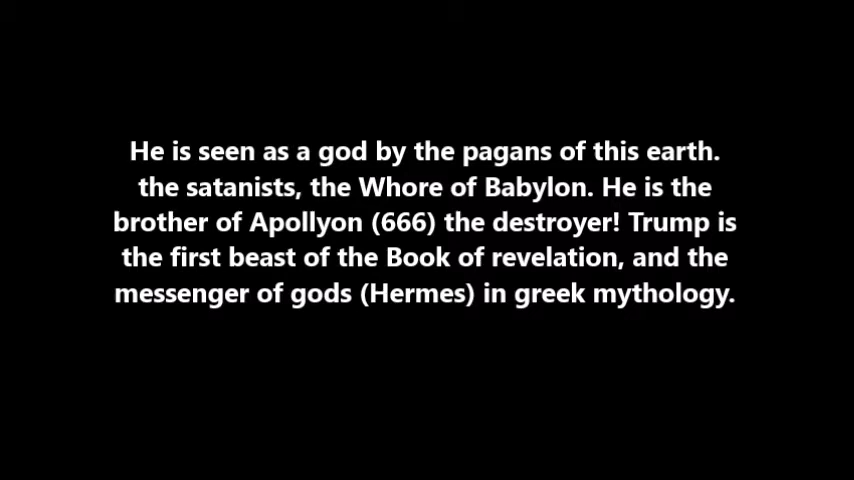 He is seen as a god by the pagans of this earth.
the satanists, the Whore of Babylon. He is the
brother of Apollyon (666) the destroyer! Trump is
the first beast of the Book of revelation, and the
messenger of gods (Hermes) in greek mythology.